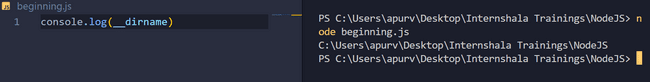 JS beginning.js
1 console.log(__dirname)
PS C:\Users\apurv\Desktop\Internshala Trainings\NodeJS> n
ode beginning.js
C:\Users\apurv\Desktop\Internshala Trainings\NodeJS
PS C:\Users\apurv\Desktop\Internshala Trainings\NodeJS>